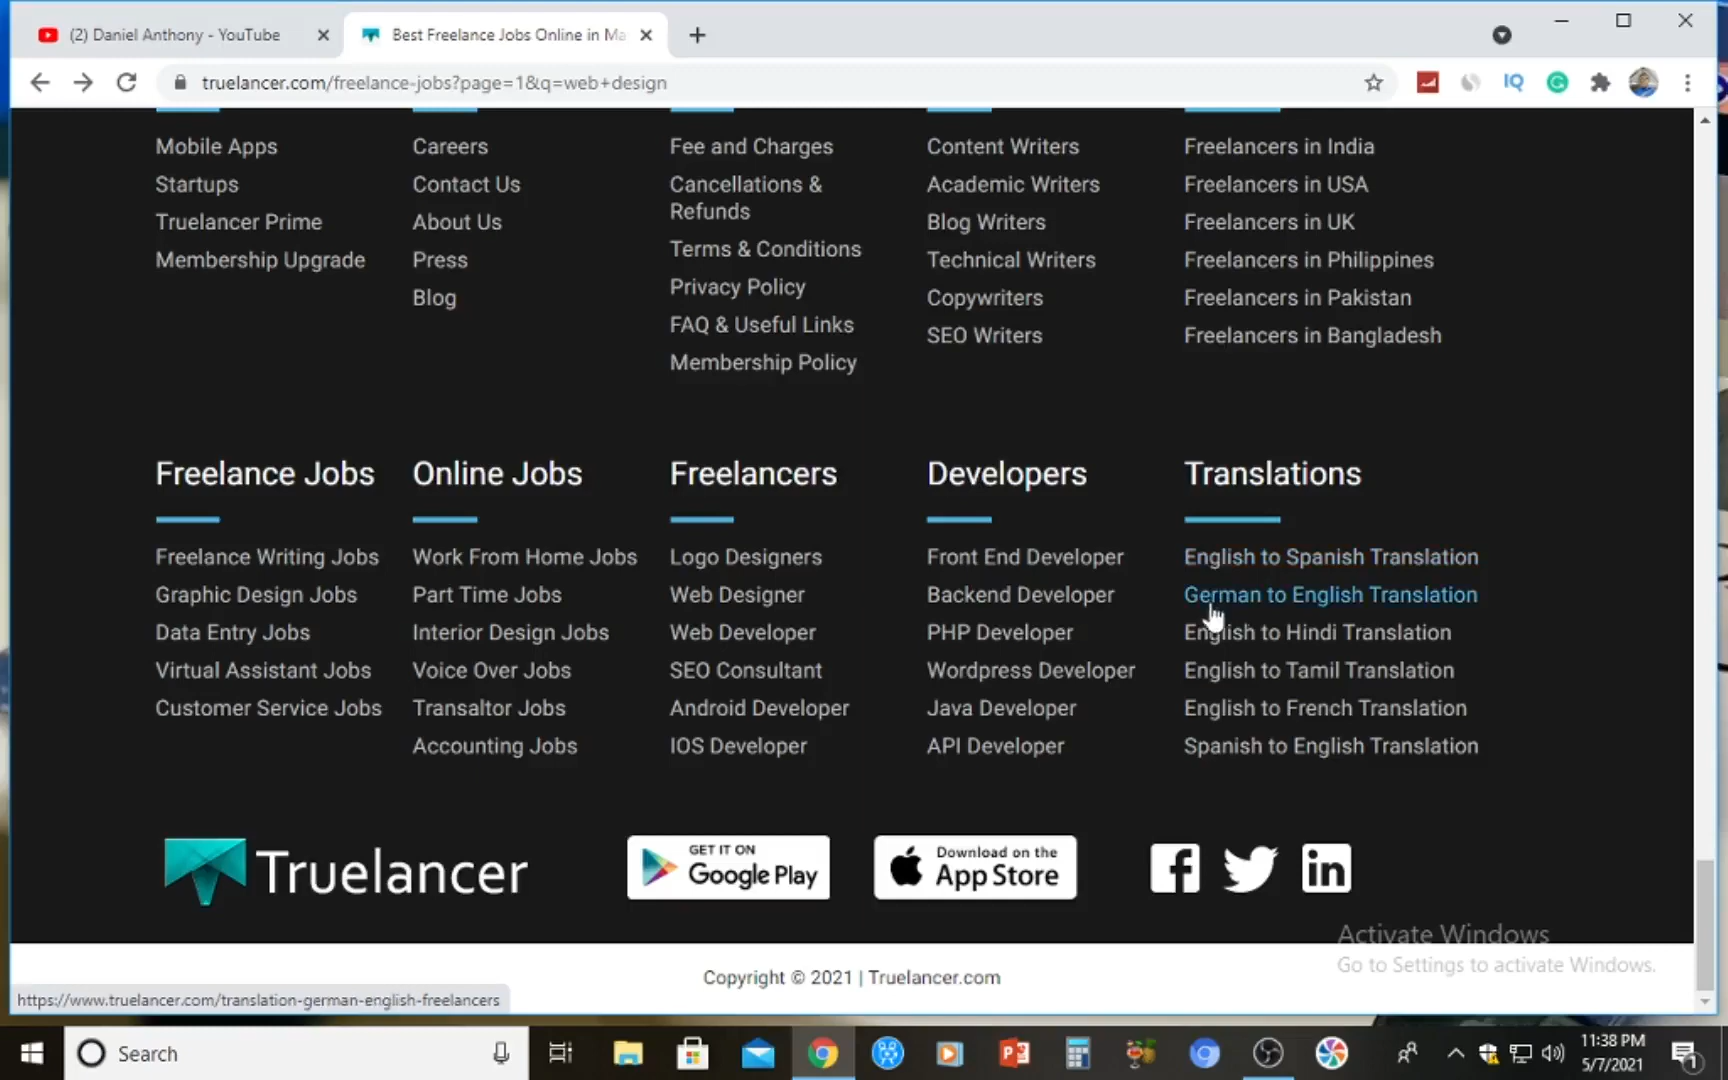 (2) Daniel Anthony - YouTube
Best Freelance Jobs Online in Ma
truelancer.com/freelance-jobs?page=1&q=web+design
IQ
Mobile Apps
Startups
Truelancer Prime
Membership Upgrade
Careers
Contact Us
About Us
Press
Blog
Fee and Charges
Cancellations &
Refunds
Terms & Conditions
Privacy Policy
FAQ & Useful Links
Membership Policy
Content Writers
Academic Writers
Blog Writers
Technical Writers
Copywriters
SEO Writers
Freelancers in India
Freelancers in USA
Freelancers in UK
Freelancers in Philippines
Freelancers in Pakistan
Freelancers in Bangladesh
Freelance Jobs
Freelance Writing Jobs
Graphic Design Jobs
Data Entry Jobs
Virtual Assistant Jobs
Customer Service Jobs
Online Jobs
Work From Home Jobs
Part Time Jobs
Interior Design Jobs
Voice Over Jobs
Transaltor Jobs
Accounting Jobs
Freelancers
Logo Designers
Web Designer
Web Developer
SEO Consultant
Android Developer
IOS Developer
Developers
Front End Developer
Backend Developer
PHP Developer
Wordpress Developer
Java Developer
API Developer
Translations
English to Spanish Translation
German to English Translation
English to Hindi Translation
English to Tamil Translation
English to French Translation
Spanish to English Translation
Truelancer
GET IT ON
Google Play
Download on the
App Store
Activate Windows
Go to Settings to activate Windows.
Copyright © 2021 | Truelancer.com
https://www.truelancer.com/translation-german-english-freelancers
Search
11:38 PM
5/7/2021
1